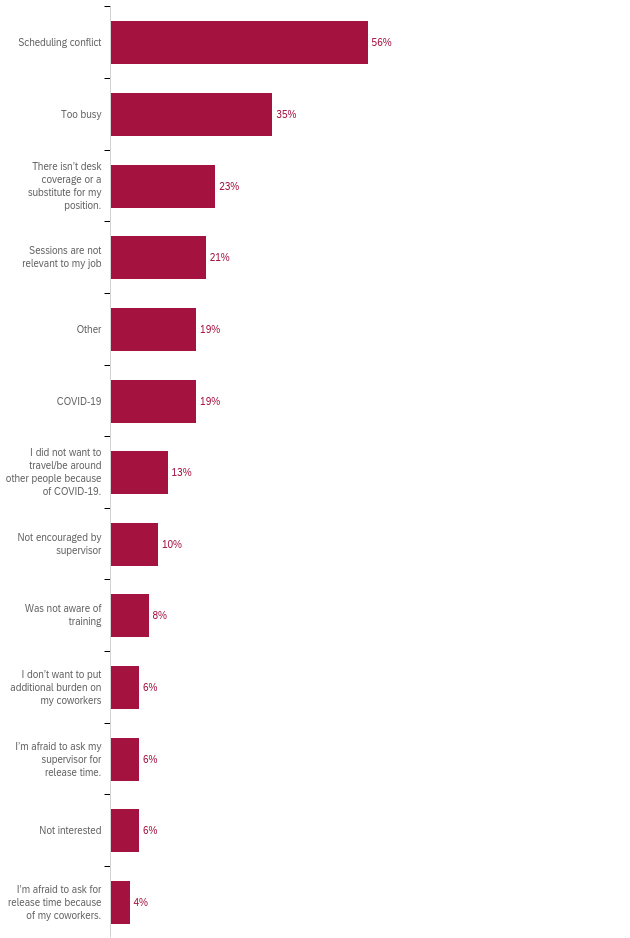 Scheduling conflict
56%
Too busy
35%
There isn't desk
coverage or a
substitute for my
position.
23%
Sessions are not
relevant to my job
21%
Other
19%
COVID-19
19%
I did not want to
travel/be around
other people because
of COVID-19.
13%
Not encouraged by
supervisor
10%
Was not aware of
training
8%
I don't want to put
additional burden on
my coworkers
6%
I'm afraid to ask my
supervisor for
release time.
6%
Not interested
6%
I'm afraid to ask for
release time because
of my coworkers.
4%